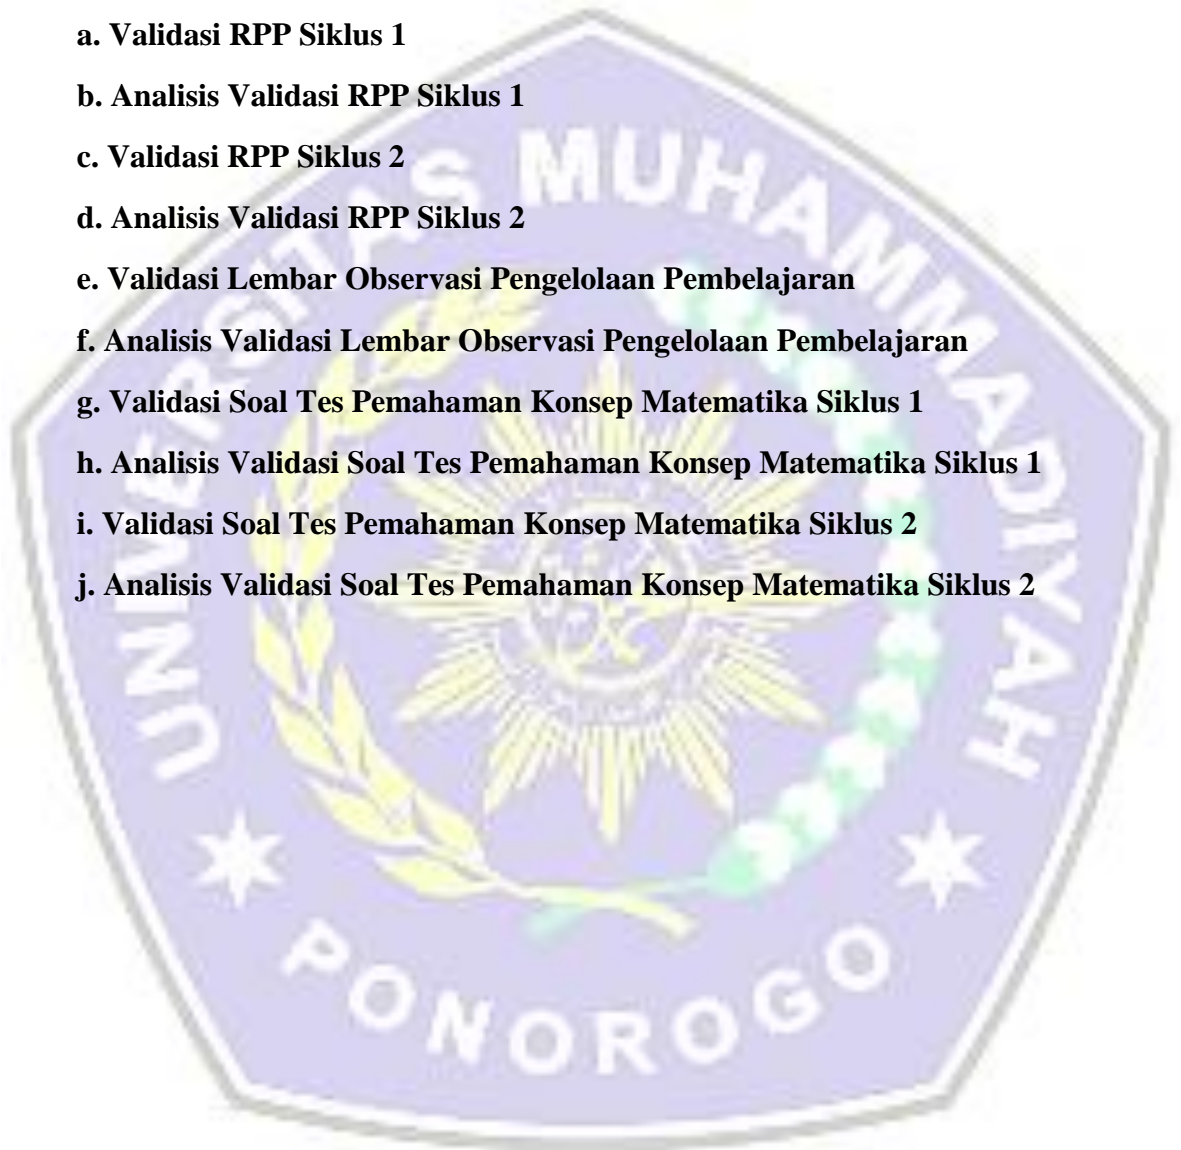 a. Validasi RPP Siklus 1
b. Analisis Validasi RPP Siklus 1
c. Validasi RPP Siklus 2
d. Analisis Validasi RPP Siklus 2
e. Validasi Lembar Observasi Pengelolaan Pembelajaran
f. Analisis Validasi Lembar Observasi Pengelolaan Pembelajaran
g. Validasi Soal Tes Pemahaman Konsep Matematika Siklus 1
h. Analisis Validasi Soal Tes Pemahaman Konsep Matematika Siklus 1
i. Validasi Soal Tes Pemahaman Konsep Matematika Siklus 2
j. Analisis Validasi Soal Tes Pemahaman Konsep Matematika Siklus 2
UNIVERSITAS MUHAMMADIYAH
PONOROGO